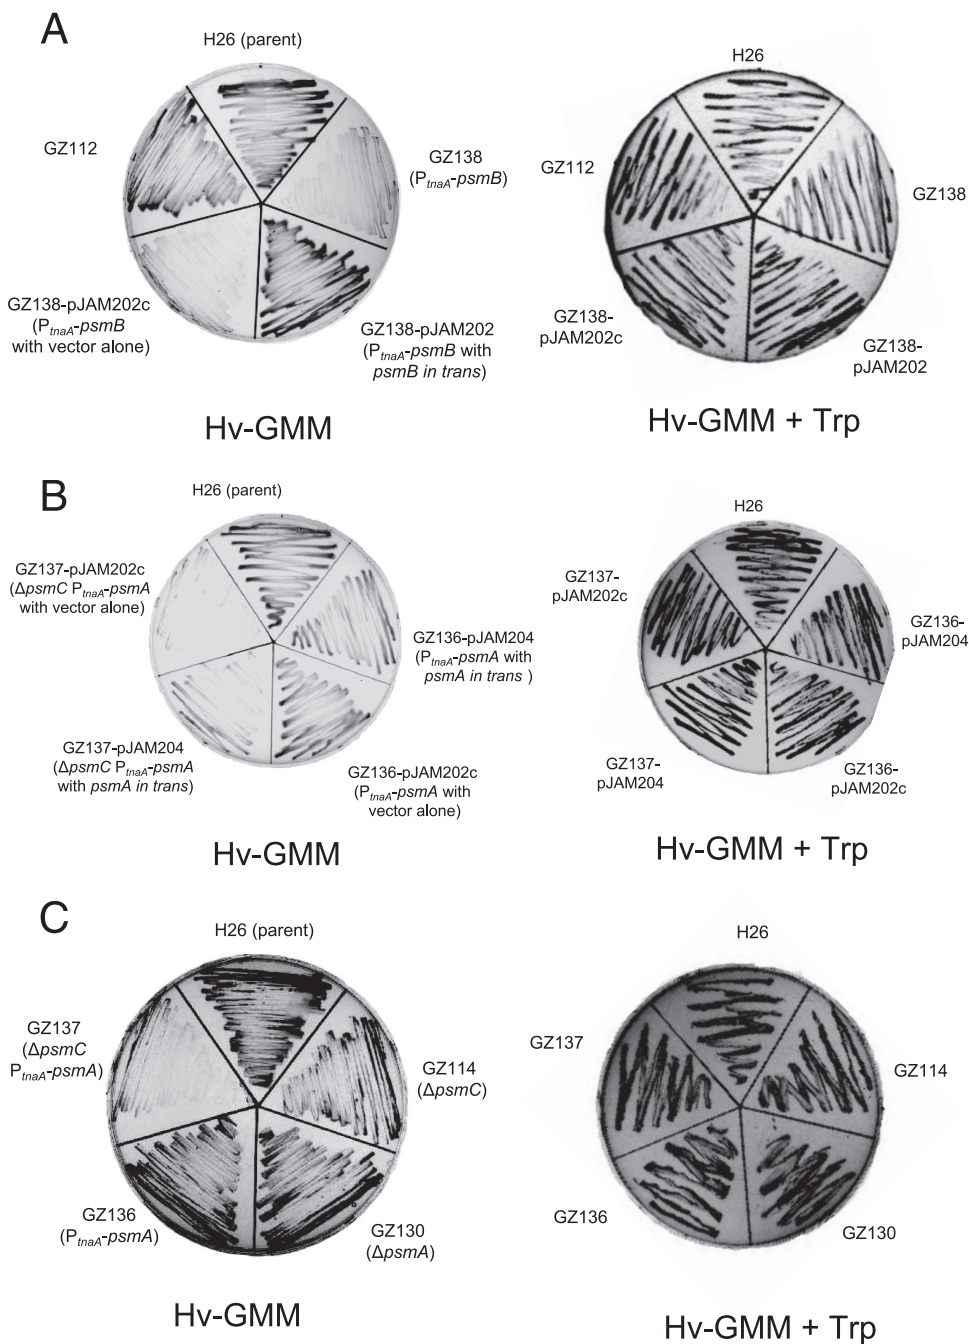 A
H26 (parent)
GZ112
GZ138
(PtnaA-psmB)
GZ138-pJAM202c
(PtnaA-psmB
with vector alone)
GZ138-pJAM202
(PtnaA-psmB with
psmB in trans)
Hv-GMM
H26
GZ112
GZ138
GZ138-
pJAM202c
GZ138-
pJAM202
Hv-GMM + Trp
B
H26 (parent)
GZ137-pJAM202c
(ΔpsmC PtnaA-psmA
with vector alone)
GZ136-pJAM204
(PtnaA-psmA with
psmA in trans )
GZ137-pJAM204
(ΔpsmC PtnaA-psmA
with psmA in trans)
GZ136-pJAM202c
(PtnaA-psmA with
vector alone)
Hv-GMM
H26
GZ137-
pJAM202c
GZ136-
pJAM204
GZ137-
pJAM204
GZ136-
pJAM202c
Hv-GMM + Trp
C
H26 (parent)
GZ137
(ΔpsmC
PtnaA-psmA)
GZ114
(ΔpsmC)
GZ136
(PtnaA-psmA)
GZ130
(ΔpsmA)
Hv-GMM
H26
GZ137
GZ114
GZ136
GZ130
Hv-GMM + Trp